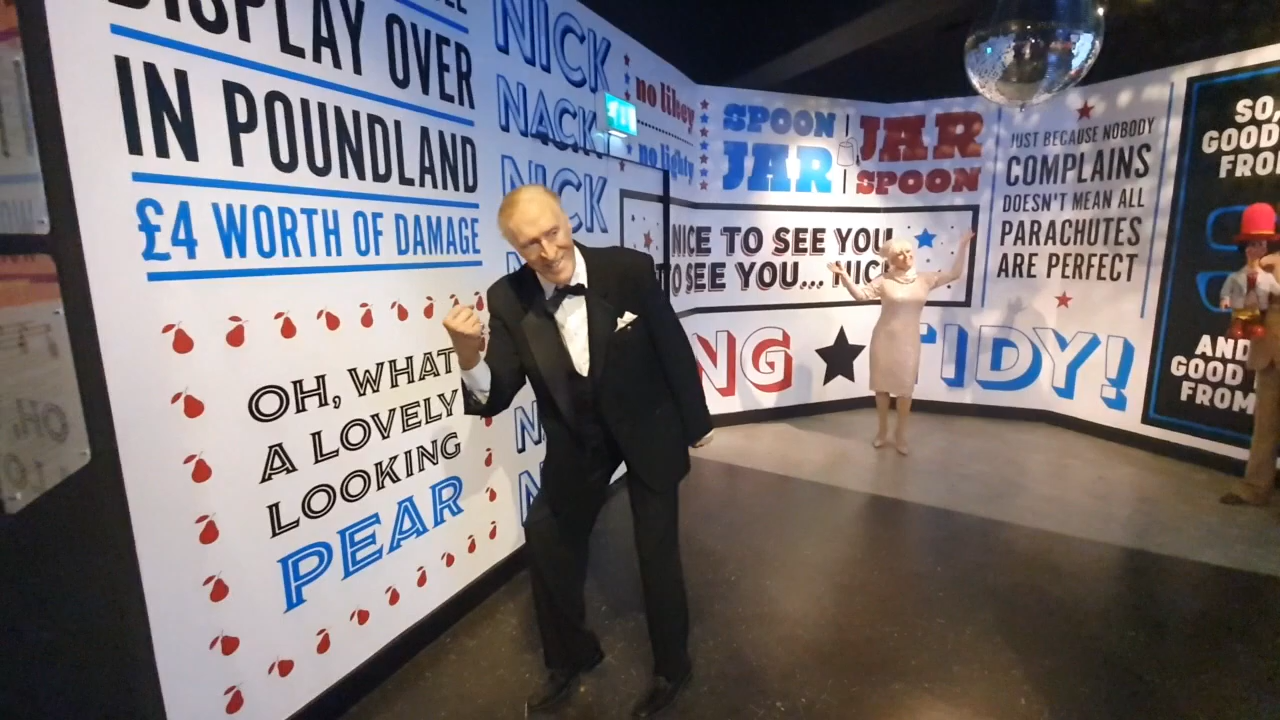 DISPLAY OVER
IN POUNDLAND
£4 WORTH OF DAMAGE
OH, WHAT
A LOVELY
LOOKING
PEAR
NICK
NACK
NICK
no likey
no lighty
SPOON
JAR
JAR
SPOON
NICE TO SEE YOU
TO SEE YOU...
NG
TIDY!
JUST BECAUSE NOBODY
COMPLAINS
DOESN'T MEAN ALL
PARACHUTES
ARE PERFECT
SO,
GOOD
FROM
AND
GOOD
FROM